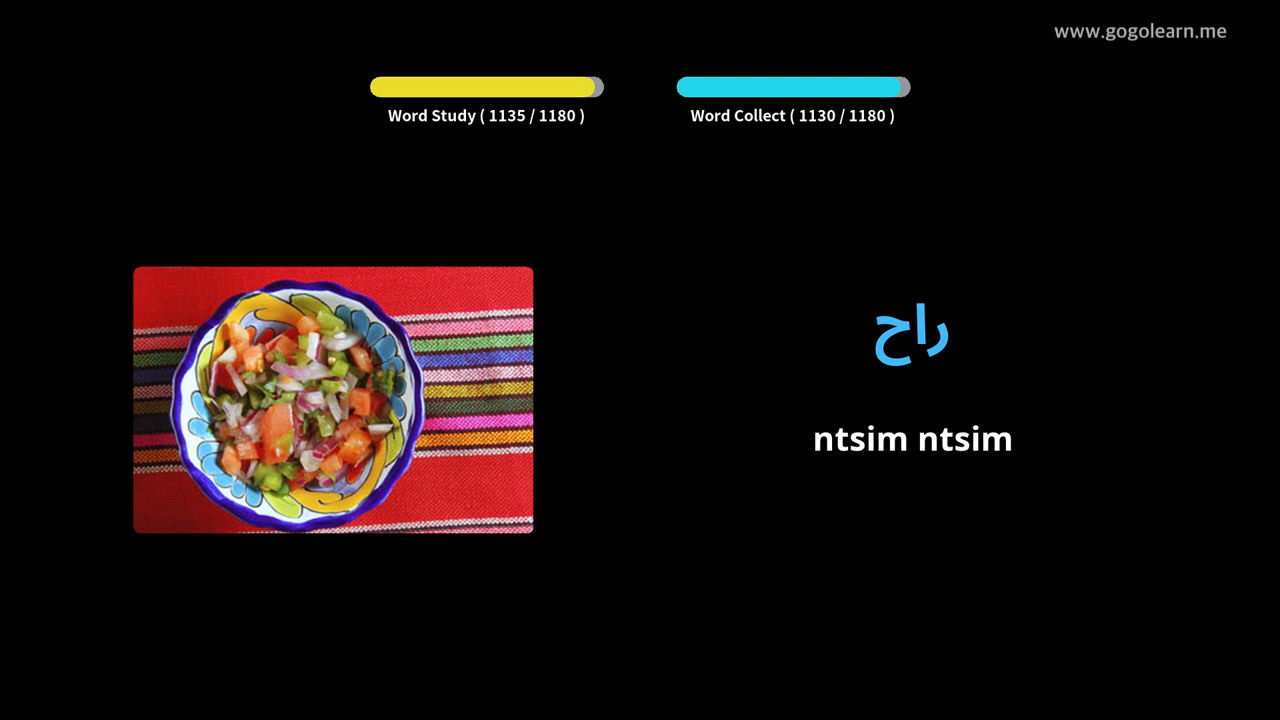 www.gogolearn.me
Word Study ( 1135 / 1180 )
Word Collect ( 1130 / 1180 )
راح
ntsim ntsim